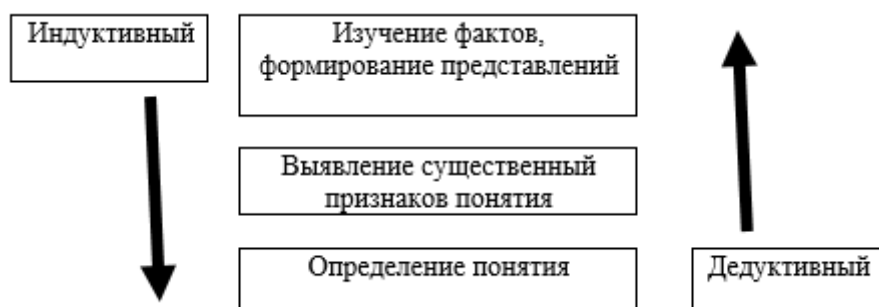 Индуктивный
Изучение фактов,
формирование представлений
Выявление существенный
признаков понятия
Определение понятия
Дедуктивный